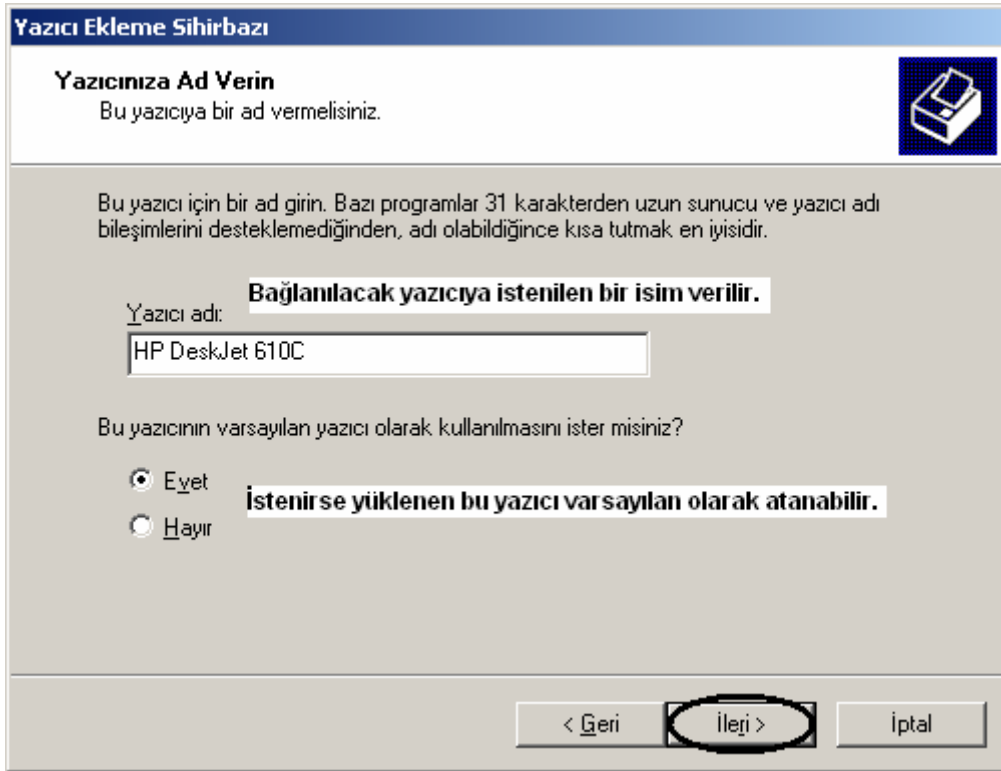 Yazıcı Ekleme Sihirbazı
Yazıcınıza Ad Verin
Bu yazıcıya bir ad vermelisiniz.
Bu yazıcı için bir ad girin. Bazı programlar 31 karakterden uzun sunucu ve yazıcı adı
bileşimlerini desteklemediğinden, adı olabildiğince kısa tutmak en iyisidir.
Bağlanılacak yazıcıya istenilen bir isim verilir.
Yazıcı adı:
HP DeskJet 610C
Bu yazıcının varsayılan yazıcı olarak kullanılmasını ister misiniz?
Evet
İstenirse yüklenen bu yazıcı varsayılan olarak atanabilir.
Hayır
< Geri İleri > İptal